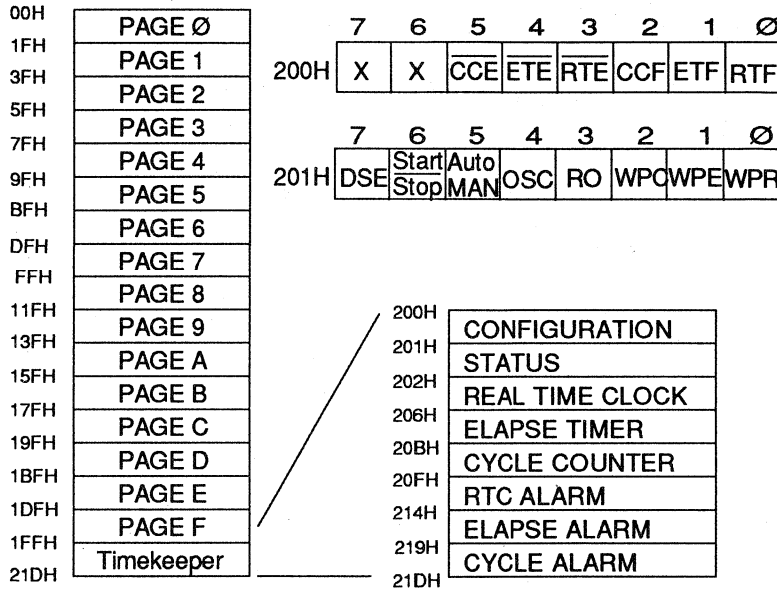 00H
PAGE Ø
1FH
PAGE 1
3FH
PAGE 2
5FH
PAGE 3
7FH
PAGE 4
9FH
PAGE 5
BFH
PAGE 6
DFH
PAGE 7
FFH
PAGE 8
11FH
PAGE 9
13FH
PAGE A
15FH
PAGE B
17FH
PAGE C
19FH
PAGE D
1BFH
PAGE E
1DFH
PAGE F
1FFH
Timekeeper
21DH
7 6 5 4 3 2 1 Ø
200H X X CCE ETE RTE CCF ETF RTF
7 6 5 4 3 2 1 Ø
201H DSE Start Stop Auto MAN OSC RO WPC WPE WPR
200H
CONFIGURATION
201H
STATUS
202H
REAL TIME CLOCK
206H
ELAPSE TIMER
20BH
CYCLE COUNTER
20FH
RTC ALARM
214H
ELAPSE ALARM
219H
CYCLE ALARM
21DH